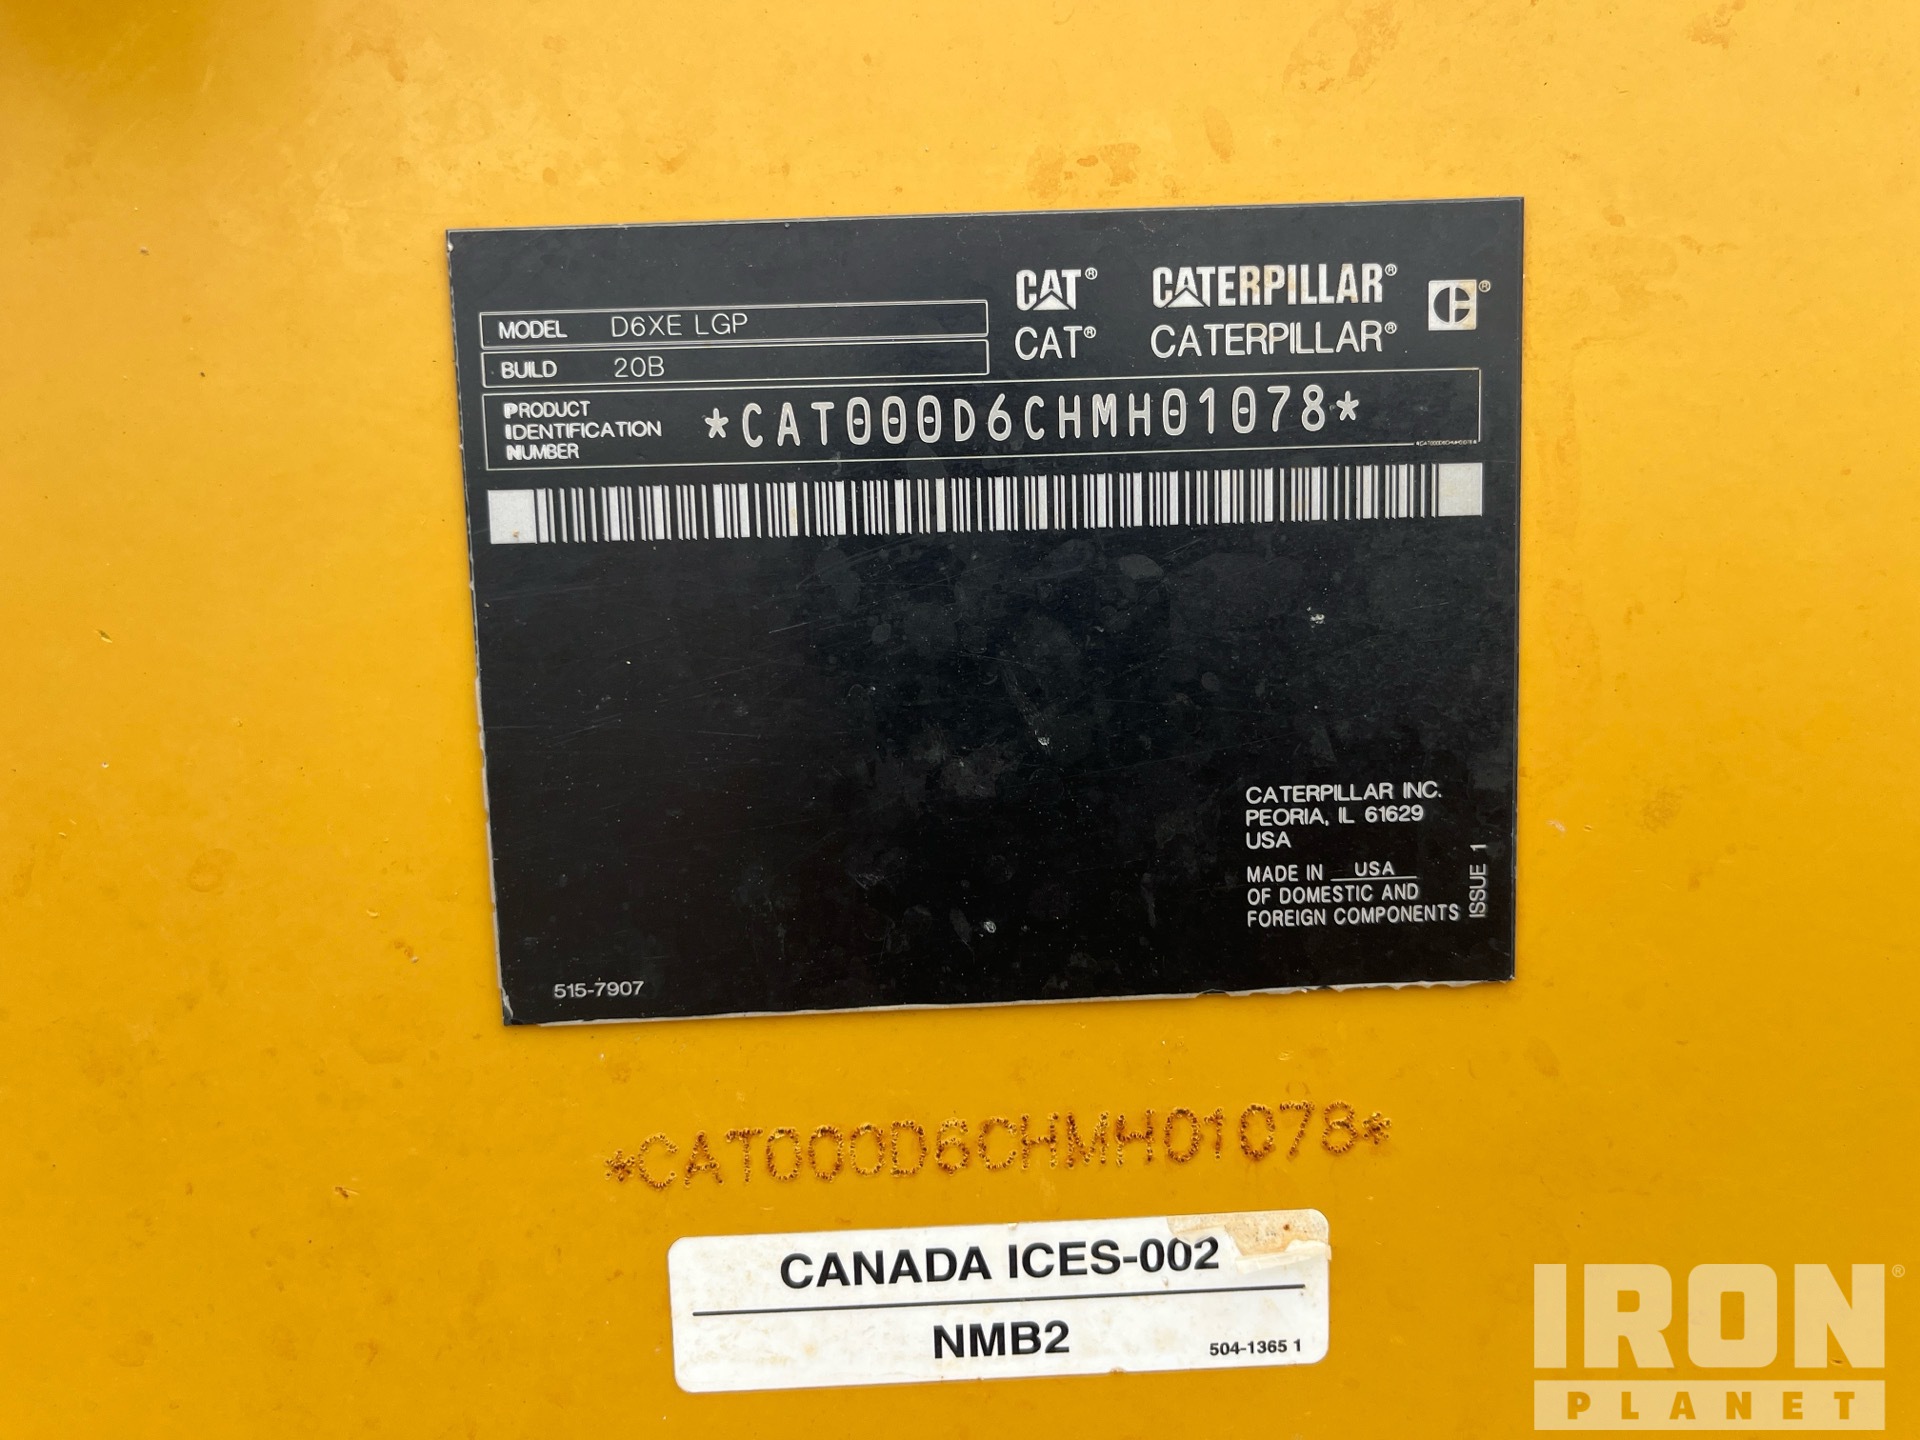 CAT® CATERPILLAR®
CAT® CATERPILLAR®
MODEL D6XE LGP
BUILD 20B
PRODUCT
IDENTIFICATION
NUMBER
*CAT000D6CHMH01078*
CATERPILLAR INC.
PEORIA, IL 61629
USA
MADE IN USA
OF DOMESTIC AND
FOREIGN COMPONENTS
ISSUE 1
515-7907
*CAT000D6CHMH01078*
CANADA ICES-002
NMB2
504-1365 1
IRON®
PLANET